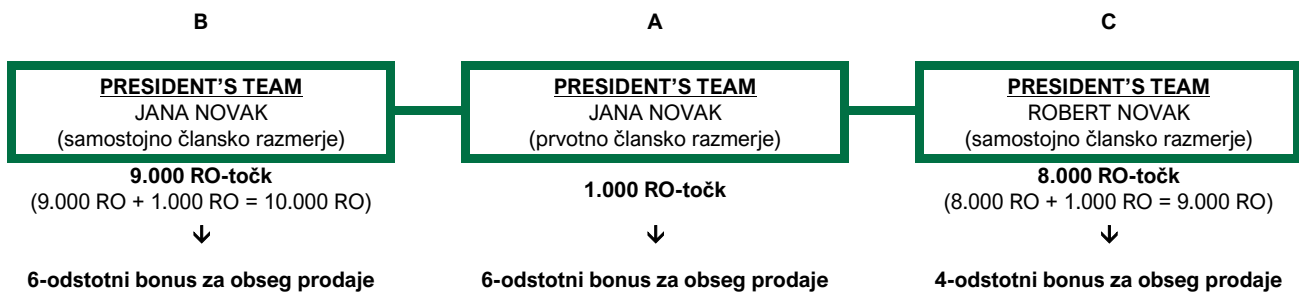 B
PRESIDENT’S TEAM
JANA NOVAK
(samostojno člansko razmerje)
9.000 RO-točk
(9.000 RO + 1.000 RO = 10.000 RO)
6-odstotni bonus za obseg prodaje
A
PRESIDENT’S TEAM
JANA NOVAK
(prvotno člansko razmerje)
1.000 RO-točk
6-odstotni bonus za obseg prodaje
C
PRESIDENT’S TEAM
ROBERT NOVAK
(samostojno člansko razmerje)
8.000 RO-točk
(8.000 RO + 1.000 RO = 9.000 RO)
4-odstotni bonus za obseg prodaje